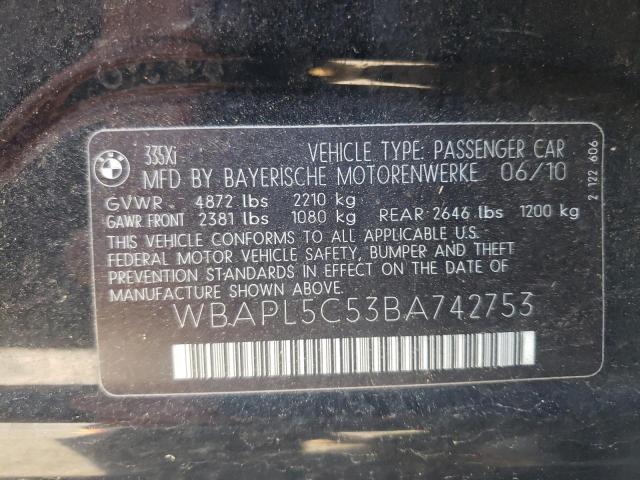 335Xi VEHICLE TYPE: PASSENGER CAR
MFD BY BAYERISCHE MOTORENWERKE 06/10
GVWR 4872 lbs 2210 kg
GAWR FRONT 2381 lbs 1080 kg REAR 2646 lbs 1200 kg
THIS VEHICLE CONFORMS TO ALL APPLICABLE U.S.
FEDERAL MOTOR VEHICLE SAFETY, BUMPER AND THEFT
PREVENTION STANDARDS IN EFFECT ON THE DATE OF
MANUFACTURE SHOWN ABOVE.
WBAPL5C53BA742753
2 122 606